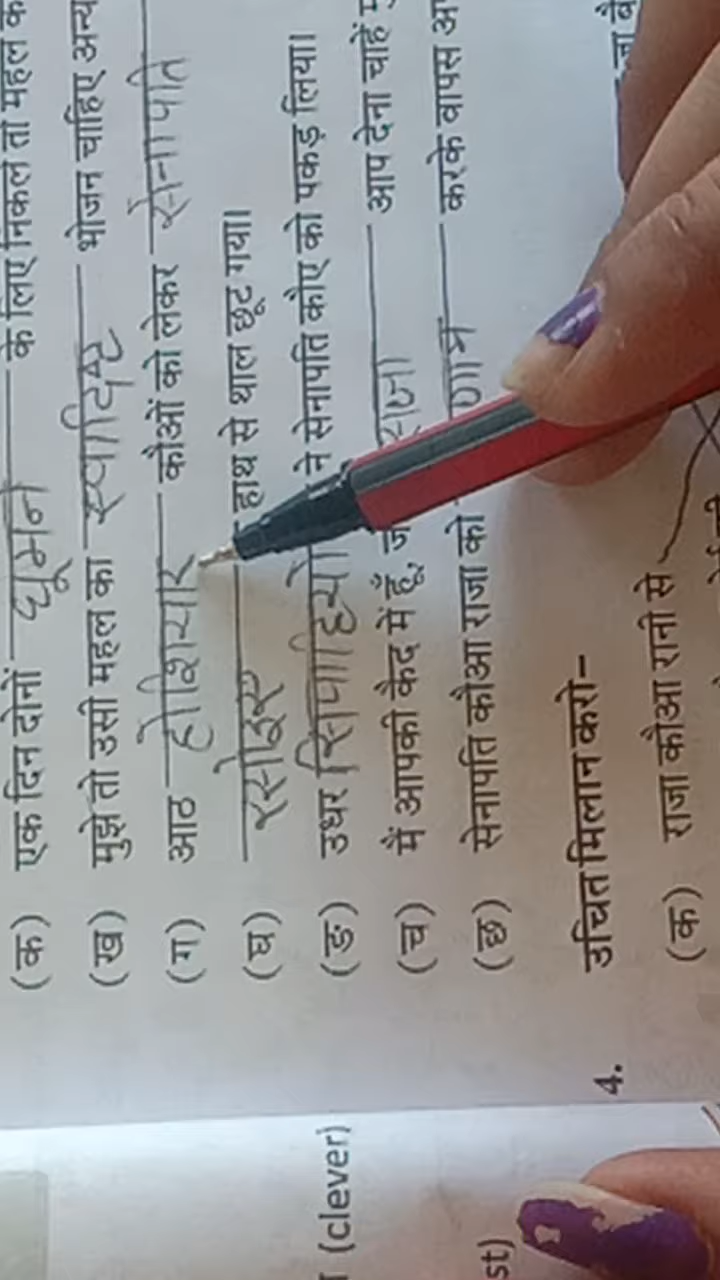 (क) एक दिन दोनों घूमने के लिए निकले तो महल के
(ख) मुझे तो उसी महल का स्वादिष्ट भोजन चाहिए अन्य
(ग) आठ होशियार कौओं को लेकर सेनापति
(घ) रसोइए हाथ से थाल छूट गया।
(ङ) उधर सिपाहियों ने सेनापति कौए को पकड़ लिया।
(च) मैं आपकी कैद में हूँ, आप देना चाहें
(छ) सेनापति कौआ राजा को करके वापस
4. उचित मिलान करो–
(क) राजा कौआ रानी से
(clever)